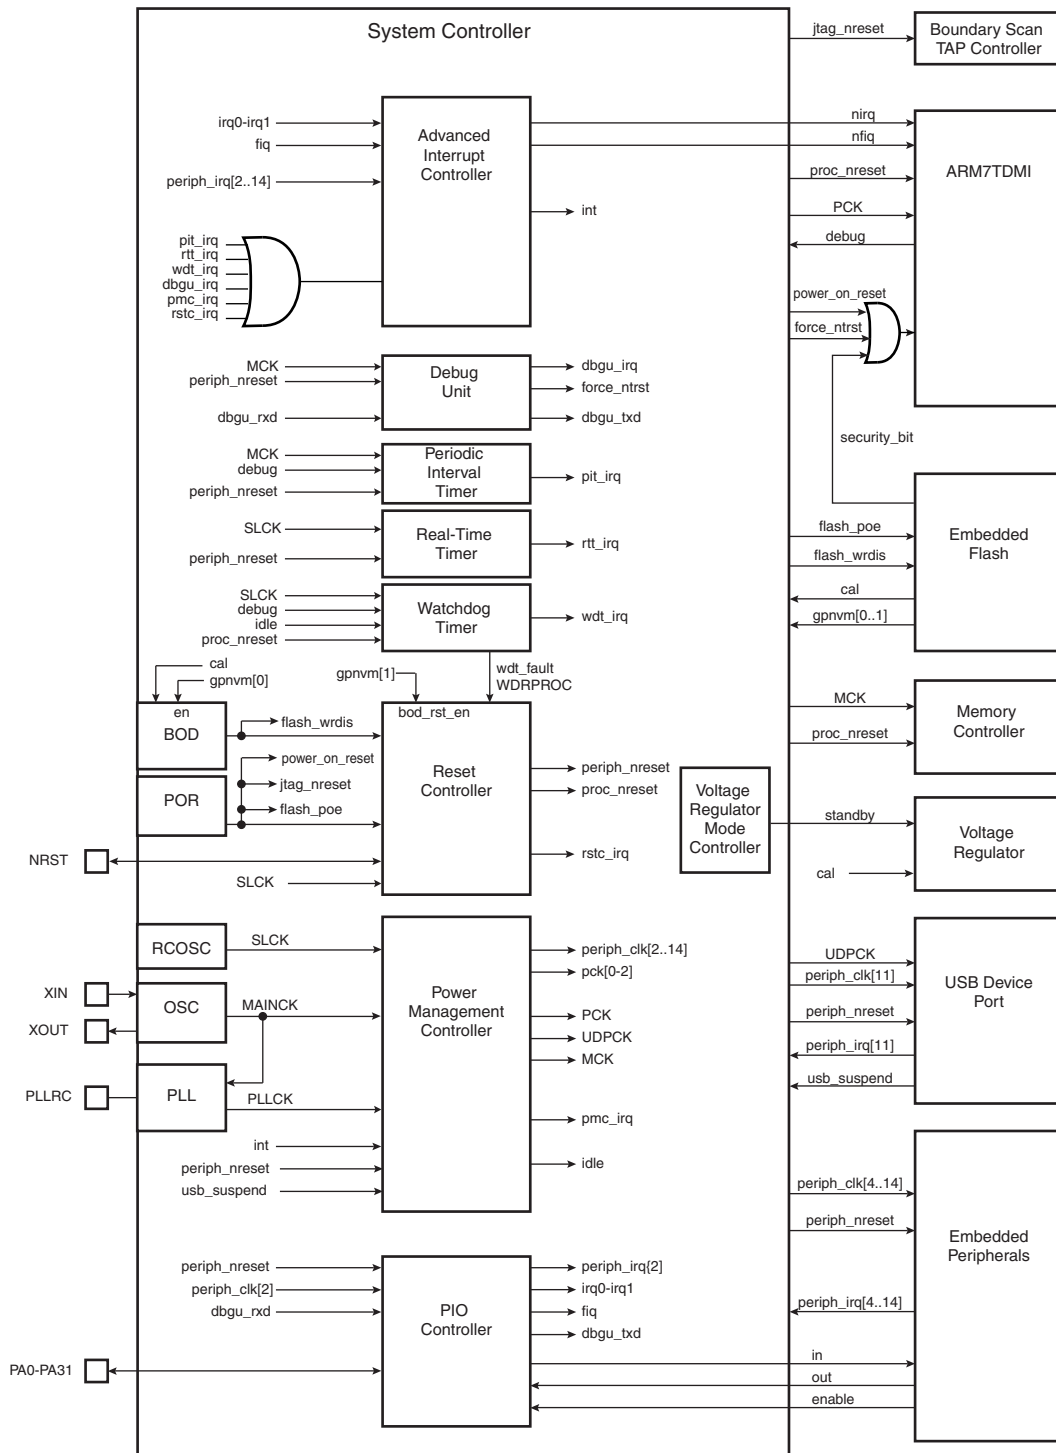 System Controller
jtag_nreset
Boundary Scan
TAP Controller
irq0-irq1
fiq
periph_irq[2..14]
Advanced
Interrupt
Controller
int
nirq
nfiq
proc_nreset
PCK
debug
ARM7TDMI
pit_irq
rtt_irq
wdt_irq
dbgu_irq
pmc_irq
rstc_irq
power_on_reset
force_ntrst
security_bit
MCK
periph_nreset
dbgu_rxd
Debug
Unit
dbgu_irq
force_ntrst
dbgu_txd
MCK
debug
periph_nreset
Periodic
Interval
Timer
pit_irq
SLCK
periph_nreset
Real-Time
Timer
rtt_irq
flash_poe
flash_wrdis
cal
gpnvm[0..1]
Embedded
Flash
SLCK
debug
idle
proc_nreset
Watchdog
Timer
wdt_irq
wdt_fault
WDRPROC
cal
gpnvm[0]
gpnvm[1]
en
BOD
flash_wrdis
bod_rst_en
power_on_reset
jtag_nreset
flash_poe
POR
Reset
Controller
periph_nreset
proc_nreset
rstc_irq
NRST
SLCK
MCK
proc_nreset
Memory
Controller
Voltage
Regulator
Mode
Controller
standby
cal
Voltage
Regulator
RCOSC
SLCK
XIN
XOUT
OSC
MAINCK
PLLRC
PLL
PLLCK
int
periph_nreset
usb_suspend
Power
Management
Controller
periph_clk[2..14]
pck[0-2]
PCK
UDPCK
MCK
pmc_irq
idle
UDPCK
periph_clk[11]
periph_nreset
periph_irq[11]
usb_suspend
USB Device
Port
periph_clk[4..14]
periph_nreset
periph_irq[4..14]
Embedded
Peripherals
periph_nreset
periph_clk[2]
dbgu_rxd
PA0-PA31
PIO
Controller
periph_irq{2]
irq0-irq1
fiq
dbgu_txd
in
out
enable